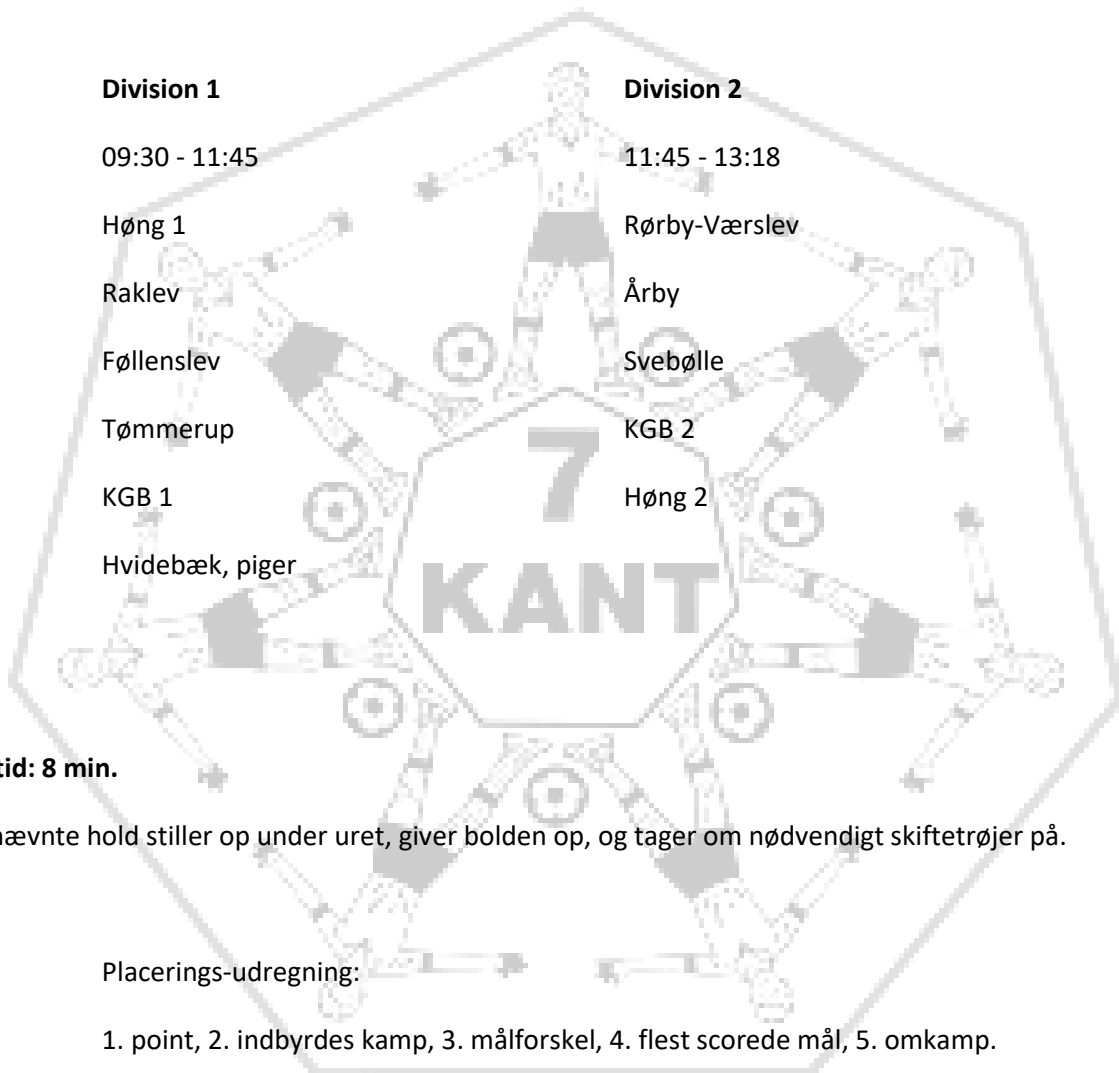 Division 1
09:30 - 11:45
Høng 1
Raklev
Føllenslev
Tømmerup
KGB 1
Hvidebæk, piger
Division 2
11:45 - 13:18
Rørby-Værslev
Årby
Svebølle
KGB 2
Høng 2
7
KANT
tid: 8 min.
nævnte hold stiller op under uret, giver bolden op, og tager om nødvendigt skiftetrøjer på.
Placerings-udregning:
1. point, 2. indbyrdes kamp, 3. målforskel, 4. flest scorede mål, 5. omkamp.